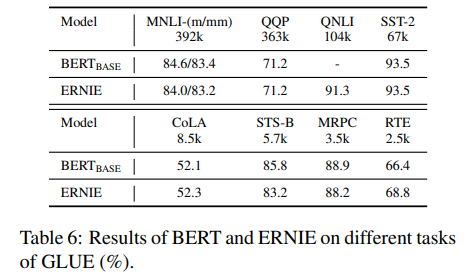 Model MNLI-(m/mm) QQP QNLI SST-2
392k 363k 104k 67k
BERTBASE 84.6/83.4 71.2 - 93.5
ERNIE 84.0/83.2 71.2 91.3 93.5
Model CoLA STS-B MRPC RTE
8.5k 5.7k 3.5k 2.5k
BERTBASE 52.1 85.8 88.9 66.4
ERNIE 52.3 83.2 88.2 68.8
Table 6: Results of BERT and ERNIE on different tasks
of GLUE (%).